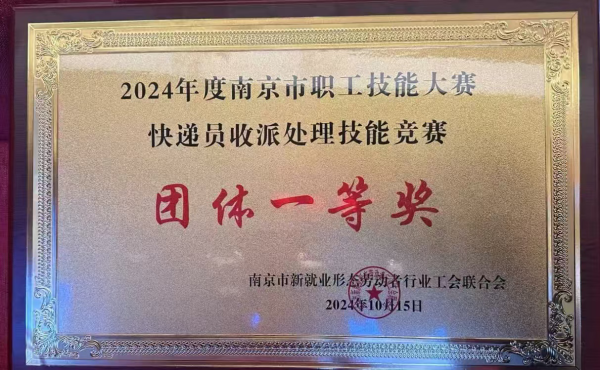 2024年度南京市职工技能大赛
快递员收派处理技能竞赛
团体一等奖
南京市新就业形态劳动者行业工会联合会
2024年10月15日